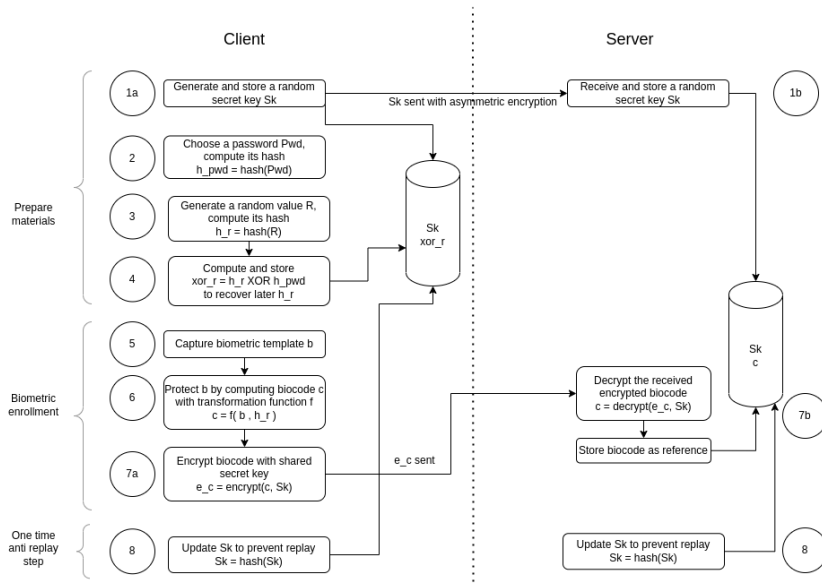 Client
Server
1a
Generate and store a random
secret key Sk
Sk sent with asymmetric encryption
Receive and store a random
secret key Sk
1b
2
Choose a password Pwd,
compute its hash
h_pwd = hash(Pwd)
Prepare
materials
3
Generate a random value R,
compute its hash
h_r = hash(R)
Sk
xor_r
4
Compute and store
xor_r = h_r XOR h_pwd
to recover later h_r
5
Capture biometric template b
Sk
c
Biometric
enrollment
6
Protect b by computing biocode c
with transformation function f
c = f( b , h_r )
Decrypt the received
encrypted biocode
c = decrypt(e_c, Sk)
7b
Store biocode as reference
7a
Encrypt biocode with shared
secret key
e_c = encrypt(c, Sk)
e_c sent
One time
anti replay
step
8
Update Sk to prevent replay
Sk = hash(Sk)
Update Sk to prevent replay
Sk = hash(Sk)
8